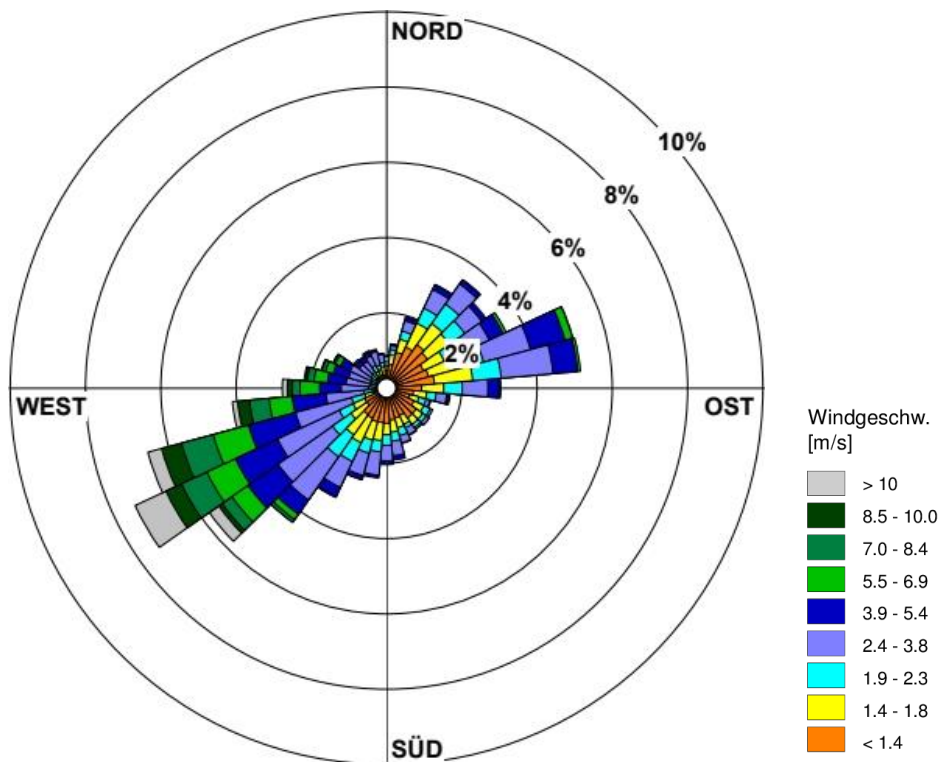 NORD
10%
8%
6%
4%
2%
WEST
OST
SÜD
Windgeschw.
[m/s]
> 10
8.5 - 10.0
7.0 - 8.4
5.5 - 6.9
3.9 - 5.4
2.4 - 3.8
1.9 - 2.3
1.4 - 1.8
< 1.4